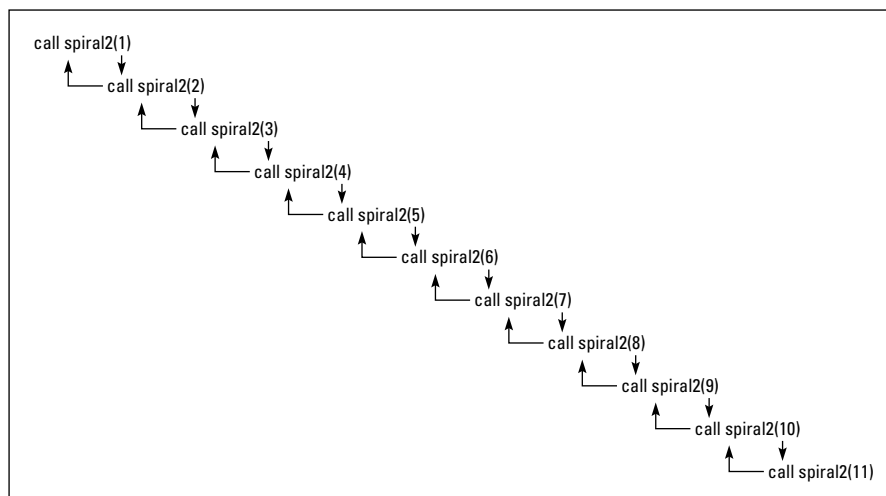 call spiral2(1)
call spiral2(2)
call spiral2(3)
call spiral2(4)
call spiral2(5)
call spiral2(6)
call spiral2(7)
call spiral2(8)
call spiral2(9)
call spiral2(10)
call spiral2(11)